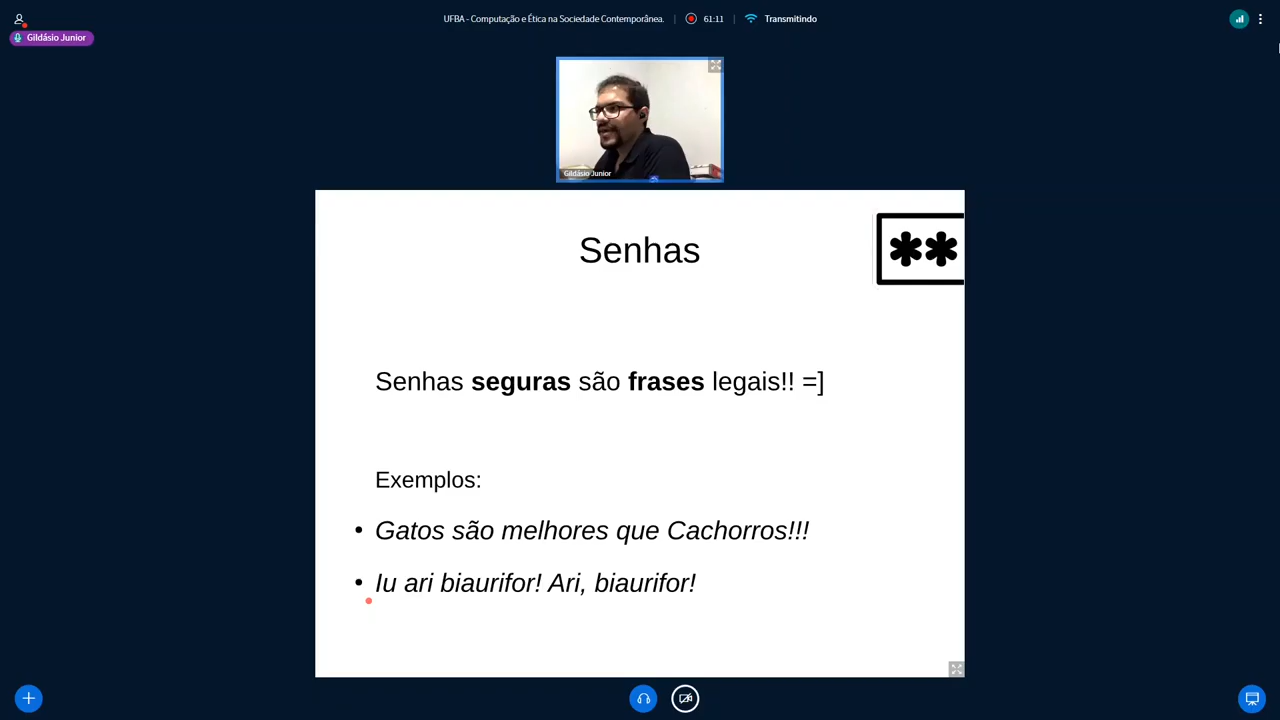 UFBA - Computação e Ética na Sociedade Contemporânea.
61:11
Transmitindo
Gildásio Junior
Gildásio Junior
Senhas
**
Senhas seguras são frases legais!! =]
Exemplos:
• Gatos são melhores que Cachorros!!!
• Iu ari biaurifor! Ari, biaurifor!